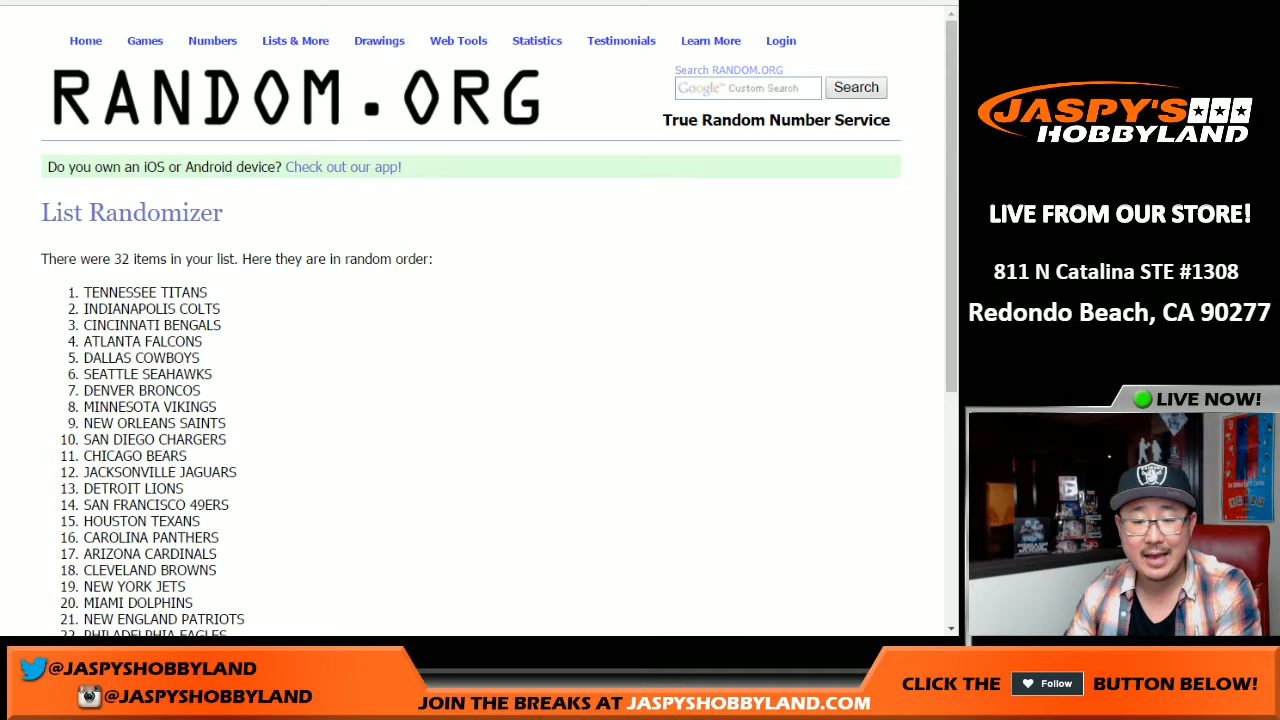 Home Games Numbers Lists & More Drawings Web Tools Statistics Testimonials Learn More Login
RANDOM.ORG
Search RANDOM.ORG
Google™ Custom Search
Search
True Random Number Service
Do you own an iOS or Android device? Check out our app!
List Randomizer
There were 32 items in your list. Here they are in random order:
1. TENNESSEE TITANS
2. INDIANAPOLIS COLTS
3. CINCINNATI BENGALS
4. ATLANTA FALCONS
5. DALLAS COWBOYS
6. SEATTLE SEAHAWKS
7. DENVER BRONCOS
8. MINNESOTA VIKINGS
9. NEW ORLEANS SAINTS
10. SAN DIEGO CHARGERS
11. CHICAGO BEARS
12. JACKSONVILLE JAGUARS
13. DETROIT LIONS
14. SAN FRANCISCO 49ERS
15. HOUSTON TEXANS
16. CAROLINA PANTHERS
17. ARIZONA CARDINALS
18. CLEVELAND BROWNS
19. NEW YORK JETS
20. MIAMI DOLPHINS
21. NEW ENGLAND PATRIOTS
22. PHILADELPHIA EAGLES
JASPY'S
HOBBYLAND
LIVE FROM OUR STORE!
811 N Catalina STE #1308
Redondo Beach, CA 90277
LIVE NOW!
@JASPYSHOBBYLAND
@JASPYSHOBBYLAND
JOIN THE BREAKS AT JASPYSHOBBYLAND.COM
CLICK THE Follow BUTTON BELOW!